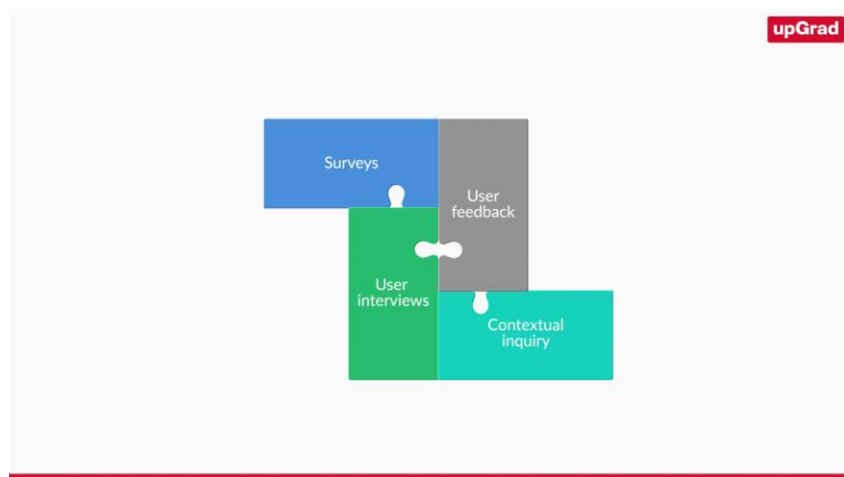 upGrad
Surveys
User
feedback
User
interviews
Contextual
inquiry